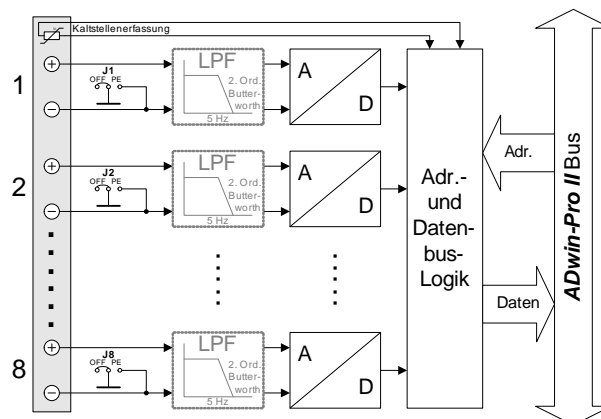 Kaltstellenerfassung
1
+
−
J1
OFF PE
LPF
2. Ord.
Butter-
worth
5 Hz
A
D
2
+
−
J2
OFF PE
LPF
2. Ord.
Butter-
worth
5 Hz
A
D
8
+
−
J8
OFF PE
LPF
2. Ord.
Butter-
worth
5 Hz
A
D
Adr.-
und
Daten-
bus-
Logik
Adr.
Daten
ADwin-Pro II Bus